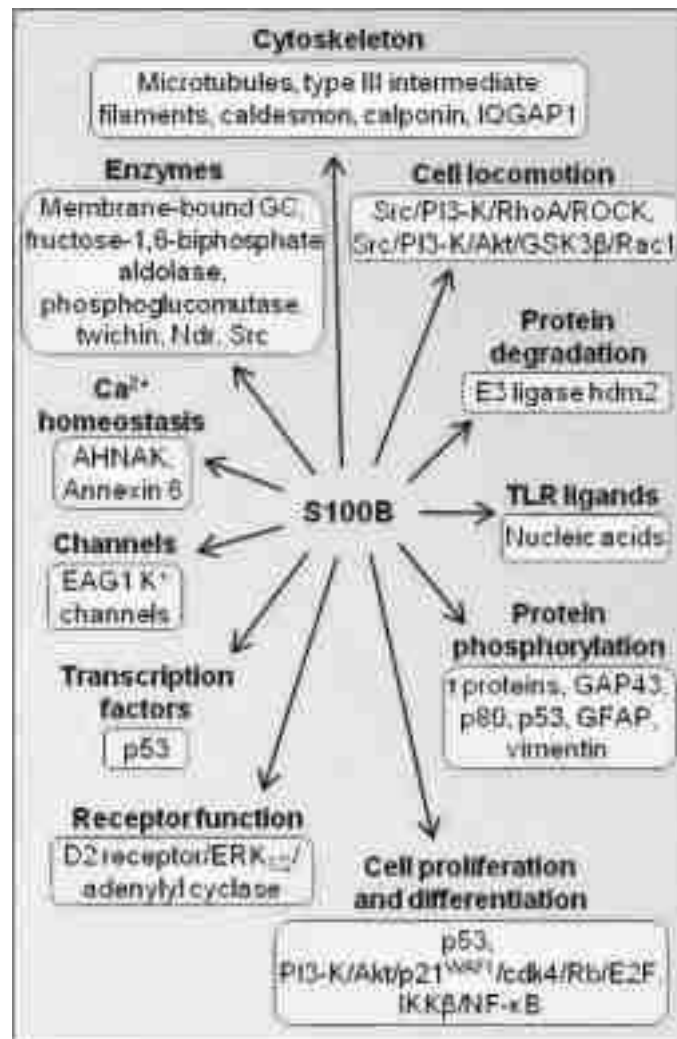 Cytoskeleton
Microtubules, type III intermediate
filaments, caldesmon, calponin, IQGAP1
Enzymes
Membrane-bound GC,
fructose-1,6-biphosphate
aldolase,
phosphoglucomutase
twichin, Ndr, Src
Cell locomotion
Src/PI3-K/RhoA/ROCK,
Src/PI3-K/Akt/GSK3β/Rac1
Protein
degradation
E3 ligase hdm2
Ca²⁺
homeostasis
AHNAK,
Annexin 6
S100B
TLR ligands
Nucleic acids
Channels
EAG1 K⁺
channels
Protein
phosphorylation
τ proteins, GAP43,
p80, p53, GFAP,
vimentin
Transcription
factors
p53
Receptor function
D2 receptor/ERK₁/₂/
adenylyl cyclase
Cell proliferation
and differentiation
p53,
PI3-K/Akt/p21ᵂᴬᶠ¹/cdk4/Rb/E2F,
IKKβ/NF-κB